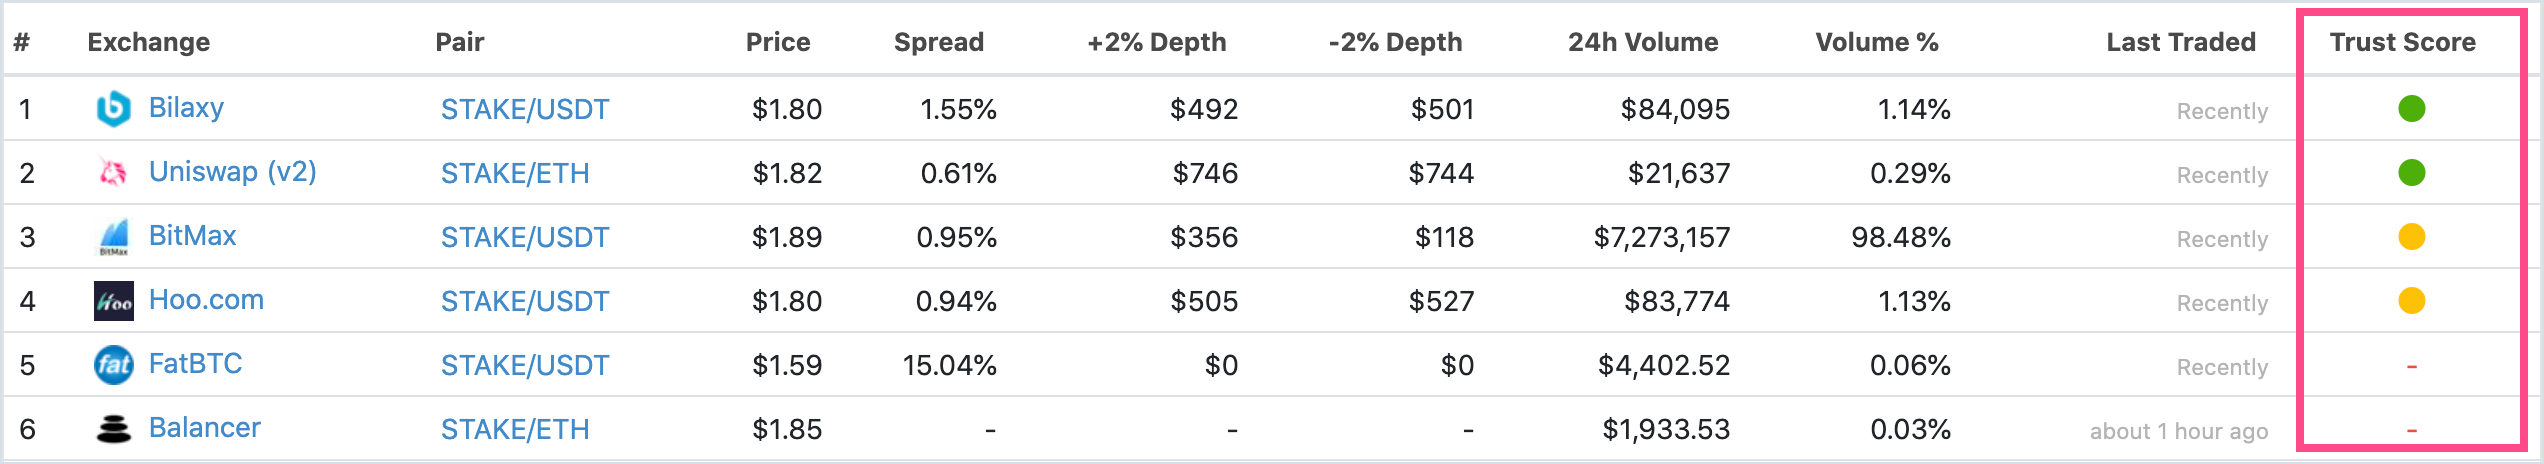 # Exchange Pair Price Spread +2% Depth -2% Depth 24h Volume Volume % Last Traded Trust Score
1 Bilaxy STAKE/USDT $1.80 1.55% $492 $501 $84,095 1.14% Recently
2 Uniswap (v2) STAKE/ETH $1.82 0.61% $746 $744 $21,637 0.29% Recently
3 BitMax BitMax STAKE/USDT $1.89 0.95% $356 $118 $7,273,157 98.48% Recently
4 Hoo Hoo.com STAKE/USDT $1.80 0.94% $505 $527 $83,774 1.13% Recently
5 fat FatBTC STAKE/USDT $1.59 15.04% $0 $0 $4,402.52 0.06% Recently -
6 Balancer STAKE/ETH $1.85 - - - $1,933.53 0.03% about 1 hour ago -